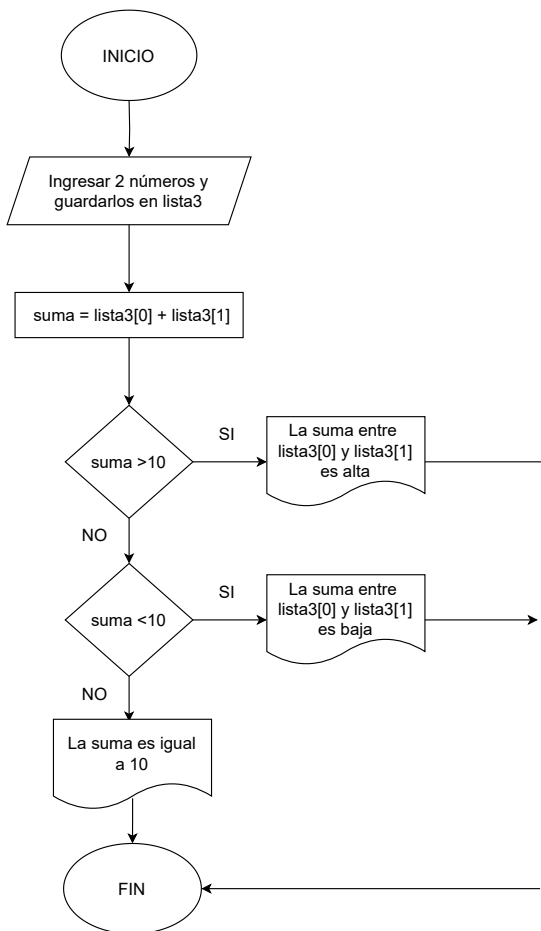 INICIO
Ingresar 2 números y
guardarlos en lista3
suma = lista3[0] + lista3[1]
suma >10
SI
La suma entre
lista3[0] y lista3[1]
es alta
NO
suma <10
SI
La suma entre
lista3[0] y lista3[1]
es baja
NO
La suma es igual
a 10
FIN